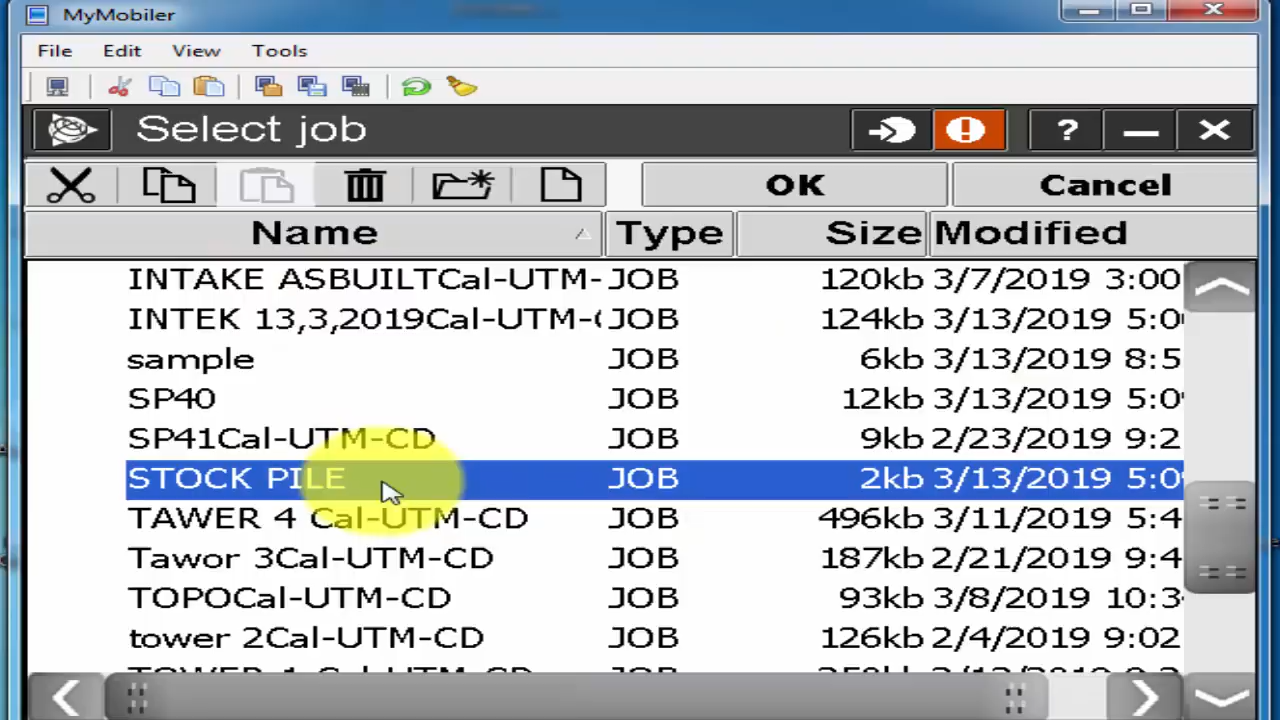 MyMobiler
File Edit View Tools
Select job ?
OK Cancel
Name Type Size Modified
INTAKE ASBUILTCal-UTM- JOB 120kb 3/7/2019 3:00
INTEK 13,3,2019Cal-UTM-( JOB 124kb 3/13/2019 5:0
sample JOB 6kb 3/13/2019 8:5
SP40 JOB 12kb 3/13/2019 5:0
SP41Cal-UTM-CD JOB 9kb 2/23/2019 9:2
STOCK PILE JOB 2kb 3/13/2019 5:0
TAWER 4 Cal-UTM-CD JOB 496kb 3/11/2019 5:4
Tawor 3Cal-UTM-CD JOB 187kb 2/21/2019 9:4
TOPOCal-UTM-CD JOB 93kb 3/8/2019 10:3
tower 2Cal-UTM-CD JOB 126kb 2/4/2019 9:02